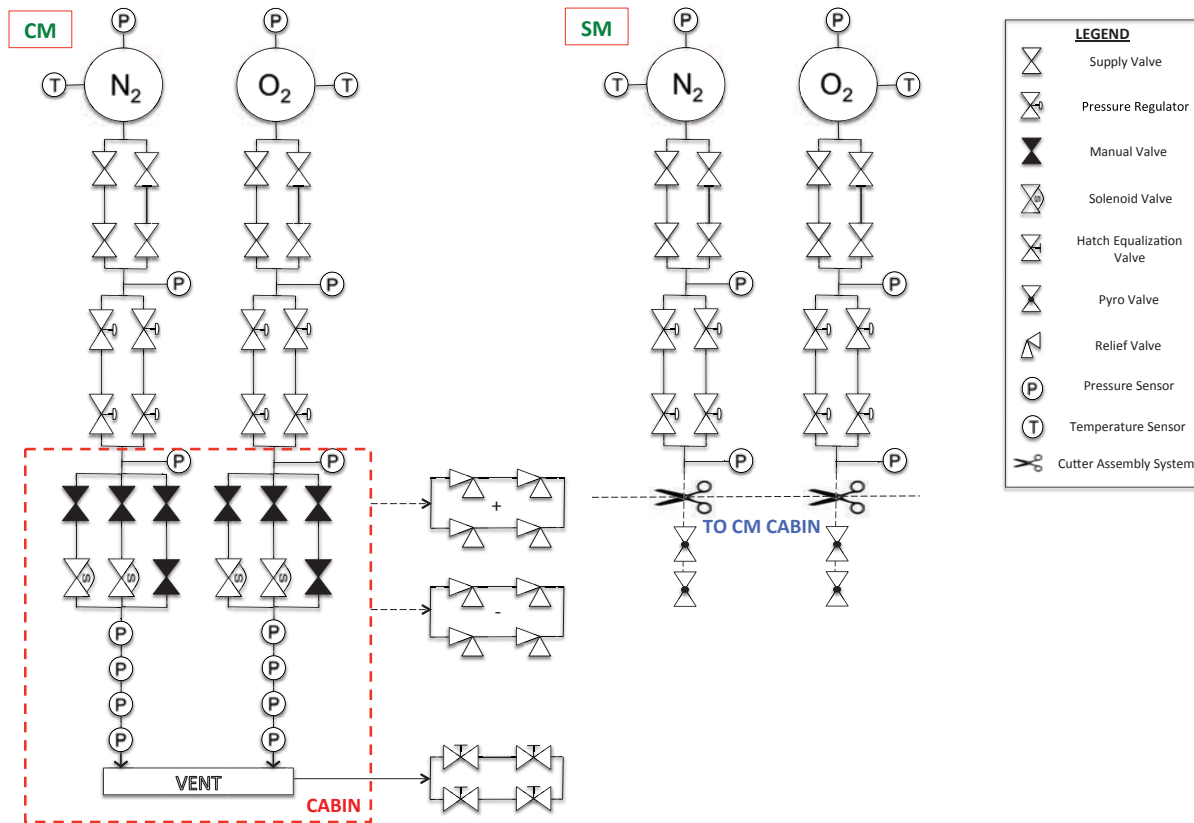 CM
SM
P
P
P
P
LEGEND
Supply Valve
T
N2
O2
T
T
N2
O2
T
Pressure Regulator
Manual Valve
S
Solenoid Valve
Hatch Equalization
Valve
P
P
P
P
Pyro Valve
Relief Valve
P
Pressure Sensor
T
Temperature Sensor
P
P
P
P
Cutter Assembly System
+
TO CM CABIN
S
S
S
S
-
P
P
P
P
P
P
P
P
VENT
CABIN